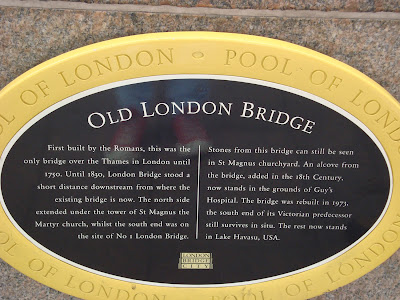 POOL OF LONDON · POOL OF LONDON
OLD LONDON BRIDGE
First built by the Romans, this was the
only bridge over the Thames in London until
1750. Until 1830, London Bridge stood a
short distance downstream from where the
existing bridge is now. The north side
extended under the tower of St Magnus the
Martyr church, whilst the south end was on
the site of No 1 London Bridge.
Stones from this bridge can still be seen
in St Magnus churchyard. An alcove from
the bridge, added in the 18th Century,
now stands in the grounds of Guy's
Hospital. The bridge was rebuilt in 1973,
the south end of its Victorian predecessor
still survives in situ. The rest now stands
in Lake Havasu, USA.
LONDON
BRIDGE
CITY